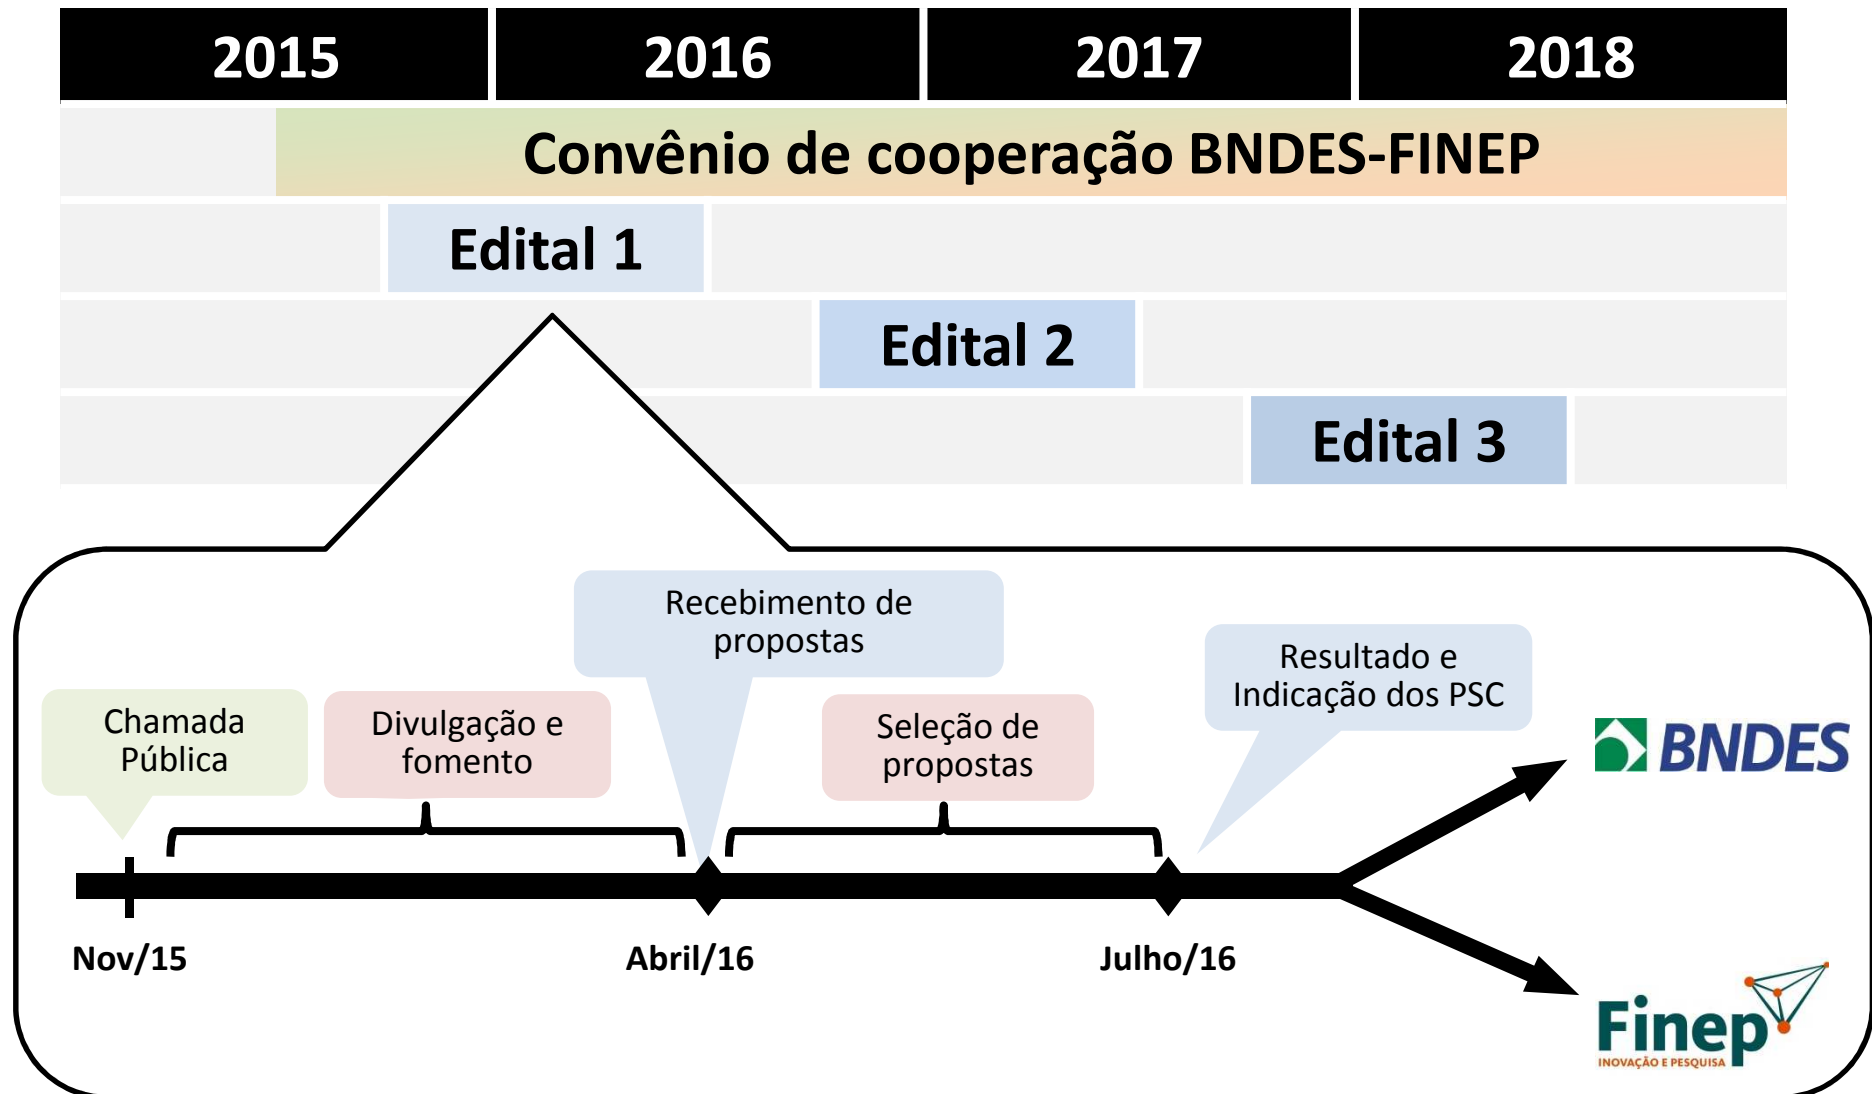 2015 2016 2017 2018
Convênio de cooperação BNDES-FINEP
Edital 1
Edital 2
Edital 3
Chamada
Pública
Divulgação e
fomento
Recebimento de
propostas
Seleção de
propostas
Resultado e
Indicação dos PSC
Nov/15 Abril/16 Julho/16
BNDES
Finep
INOVAÇÃO E PESQUISA